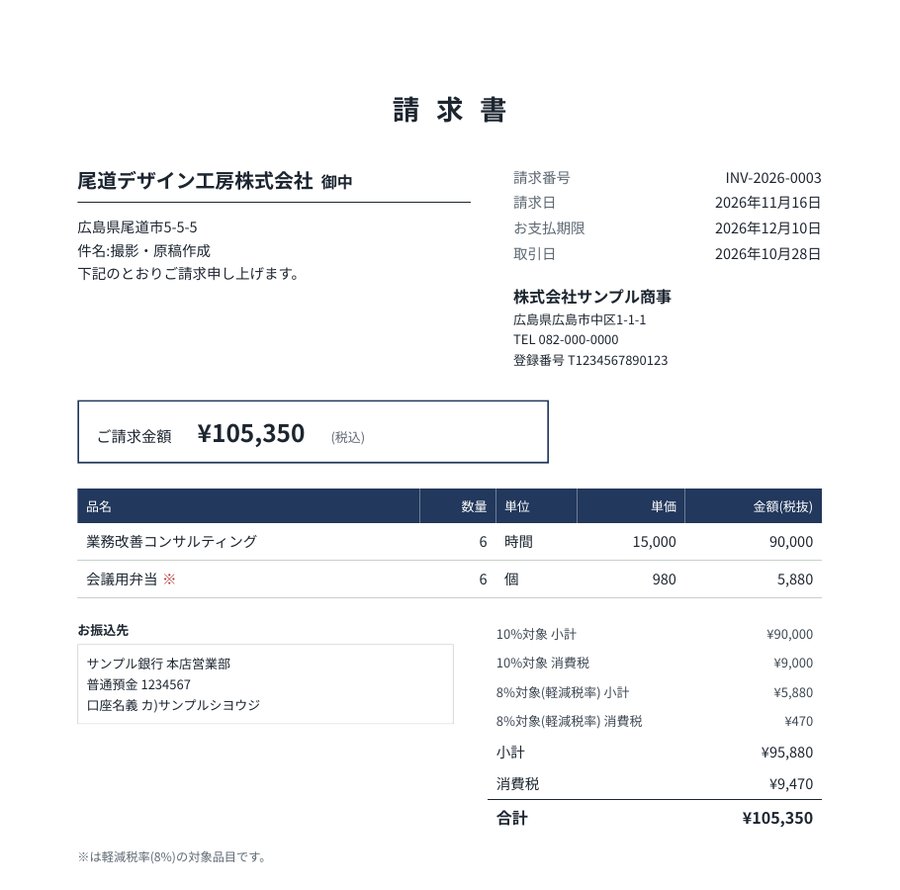 請求書
尾道デザイン工房株式会社 御中
広島県尾道市5-5-5
件名:撮影・原稿作成
下記のとおりご請求申し上げます。
請求番号 INV-2026-0003
請求日 2026年11月16日
お支払期限 2026年12月10日
取引日 2026年10月28日
株式会社サンプル商事
広島県広島市中区1-1-1
TEL 082-000-0000
登録番号 T1234567890123
ご請求金額 ¥105,350 (税込)
品名 数量 単位 単価 金額(税抜)
業務改善コンサルティング 6 時間 15,000 90,000
会議用弁当 ※ 6 個 980 5,880
お振込先
サンプル銀行 本店営業部
普通預金 1234567
口座名義 カ)サンプルシヨウジ
10%対象 小計 ¥90,000
10%対象 消費税 ¥9,000
8%対象(軽減税率) 小計 ¥5,880
8%対象(軽減税率) 消費税 ¥470
小計 ¥95,880
消費税 ¥9,470
合計 ¥105,350
※は軽減税率(8%)の対象品目です。